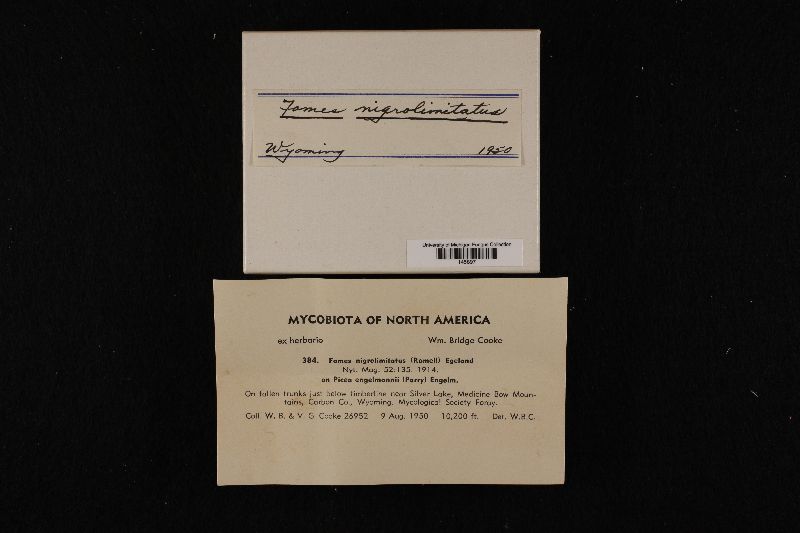 Fomes nigrolimitatus
Wyoming 1950
University of Michigan Fungus Collection
MYCOBIOTA OF NORTH AMERICA
ex herbario Wm. Bridge Cooke
384. Fomes nigrolimitatus (Romell) Egeland
Nyt. Mag. 52:135. 1914.
on Picea engelmannii (Parry) Engelm.
On fallen trunks just below timberline near Silver Lake, Medicine Bow Moun-
tains, Carbon Co., Wyoming. Mycological Society Foray.
Coll. W. B. & V. G. Cooke 26952 9 Aug. 1950 10,200 ft. Det. W.B.C.